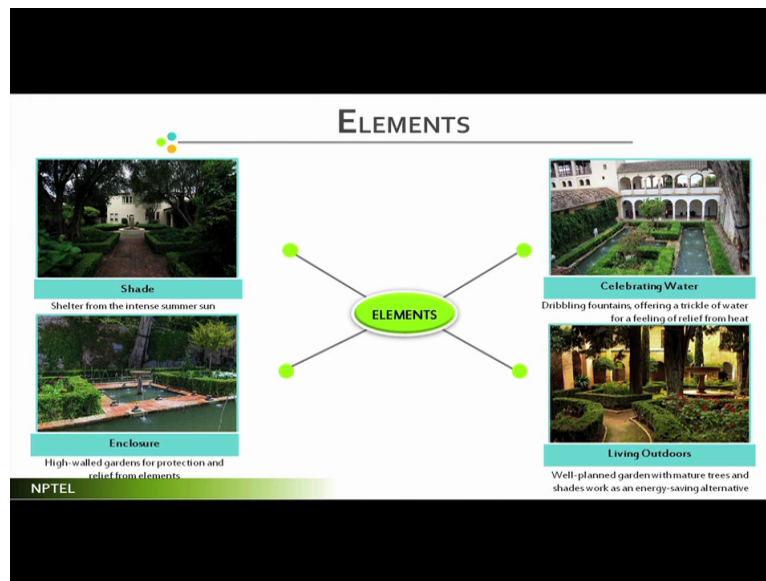 ELEMENTS
Shade
Shelter from the intense summer sun
Enclosure
High-walled gardens for protection and
relief from elements
ELEMENTS
Celebrating Water
Dribbling fountains, offering a trickle of water
for a feeling of relief from heat
Living Outdoors
Well-planned garden with mature trees and
shades work as an energy-saving alternative
NPTEL